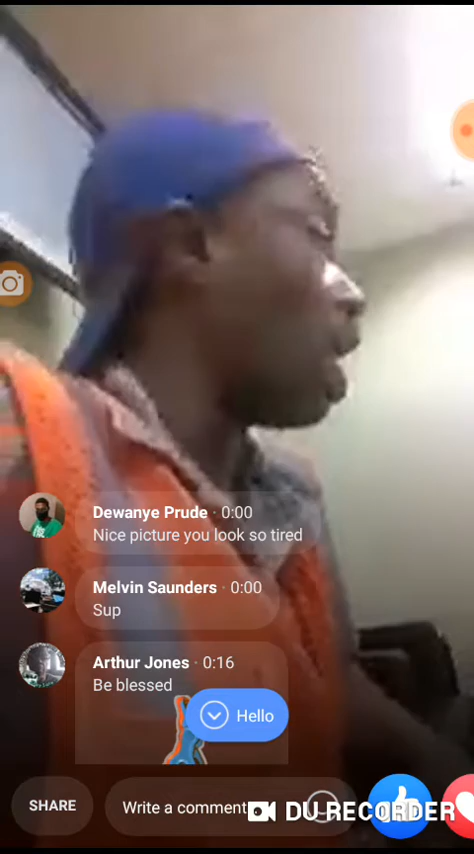 Dewanye Prude · 0:00
Nice picture you look so tired
Melvin Saunders · 0:00
Sup
Arthur Jones · 0:16
Be blessed
Hello
SHARE
Write a comment
DU RECORDER